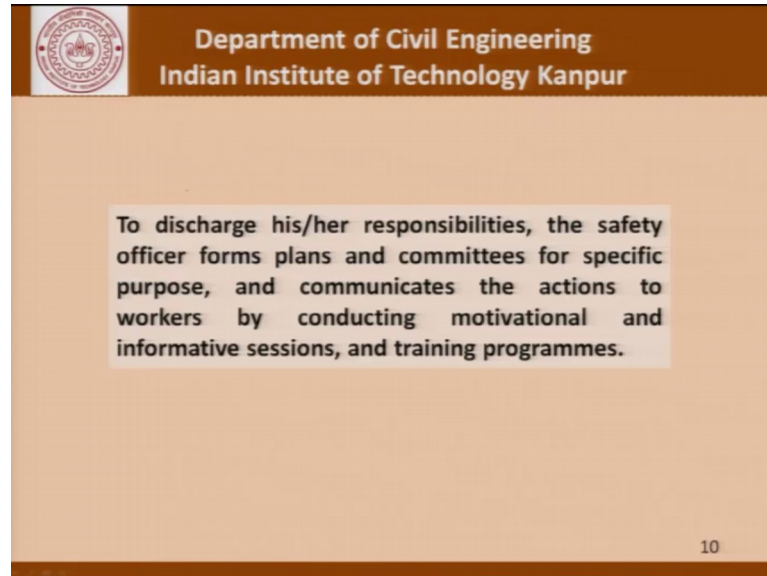 Department of Civil Engineering
Indian Institute of Technology Kanpur
To discharge his/her responsibilities, the safety
officer forms plans and committees for specific
purpose, and communicates the actions to
workers by conducting motivational and
informative sessions, and training programmes.
10